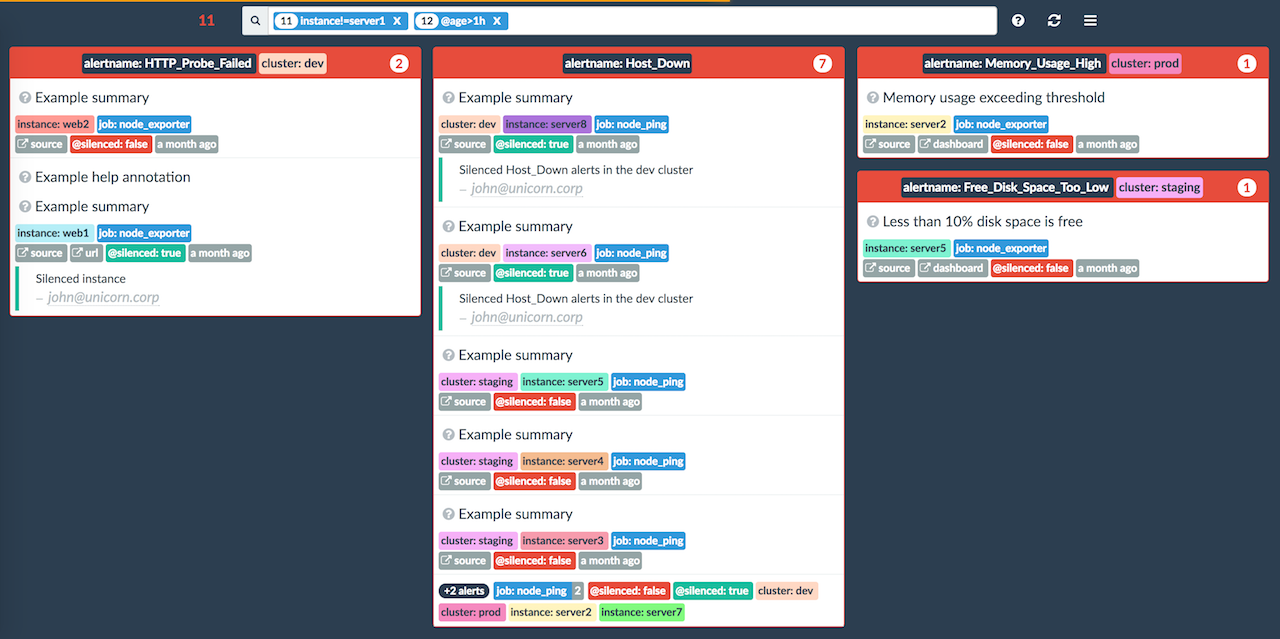 11
11 instance!=server1 X 12 @age>1h X
alertname: HTTP_Probe_Failed cluster: dev 2
Example summary
instance: web2 job: node_exporter
source @silenced: false a month ago
Example help annotation
Example summary
instance: web1 job: node_exporter
source url @silenced: true a month ago
Silenced instance
– john@unicorn.corp
alertname: Host_Down 7
Example summary
cluster: dev instance: server8 job: node_ping
source @silenced: true a month ago
Silenced Host_Down alerts in the dev cluster
– john@unicorn.corp
Example summary
cluster: dev instance: server6 job: node_ping
source @silenced: true a month ago
Silenced Host_Down alerts in the dev cluster
– john@unicorn.corp
Example summary
cluster: staging instance: server5 job: node_ping
source @silenced: false a month ago
Example summary
cluster: staging instance: server4 job: node_ping
source @silenced: false a month ago
Example summary
cluster: staging instance: server3 job: node_ping
source @silenced: false a month ago
+2 alerts job: node_ping 2 @silenced: false @silenced: true cluster: dev
cluster: prod instance: server2 instance: server7
alertname: Memory_Usage_High cluster: prod 1
Memory usage exceeding threshold
instance: server2 job: node_exporter
source dashboard @silenced: false a month ago
alertname: Free_Disk_Space_Too_Low cluster: staging 1
Less than 10% disk space is free
instance: server5 job: node_exporter
source dashboard @silenced: false a month ago